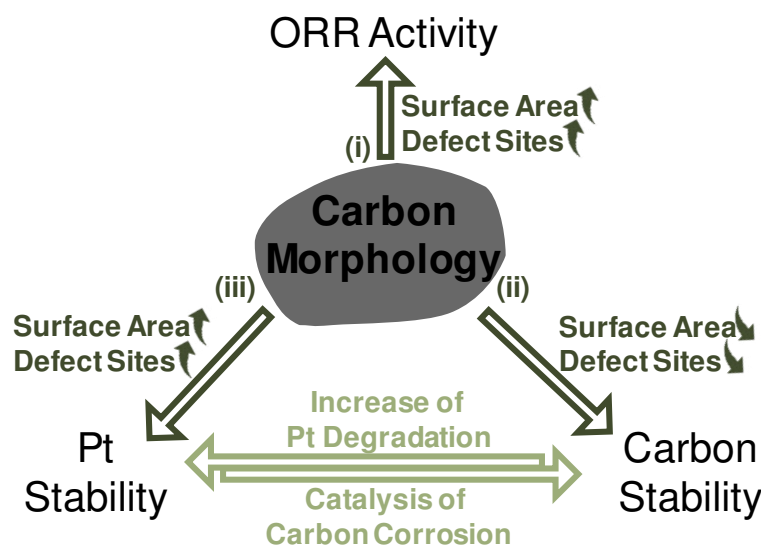 ORR Activity
Surface Area
Defect Sites
(i)
Carbon
Morphology
(iii)
(ii)
Surface Area
Defect Sites
Surface Area
Defect Sites
Increase of
Pt Degradation
Pt
Stability
Carbon
Stability
Catalysis of
Carbon Corrosion